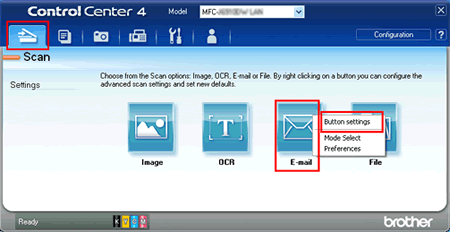 Control Center 4 Model MFC- LAN
Configuration ?
Scan
Settings
Choose from the Scan options: Image, OCR, E-mail or File. By right clicking on a button you can configure the
advanced scan settings and set new defaults.
T
Button settings
Mode Select
Preferences
Image OCR E-mail File
Ready K Y C M brother